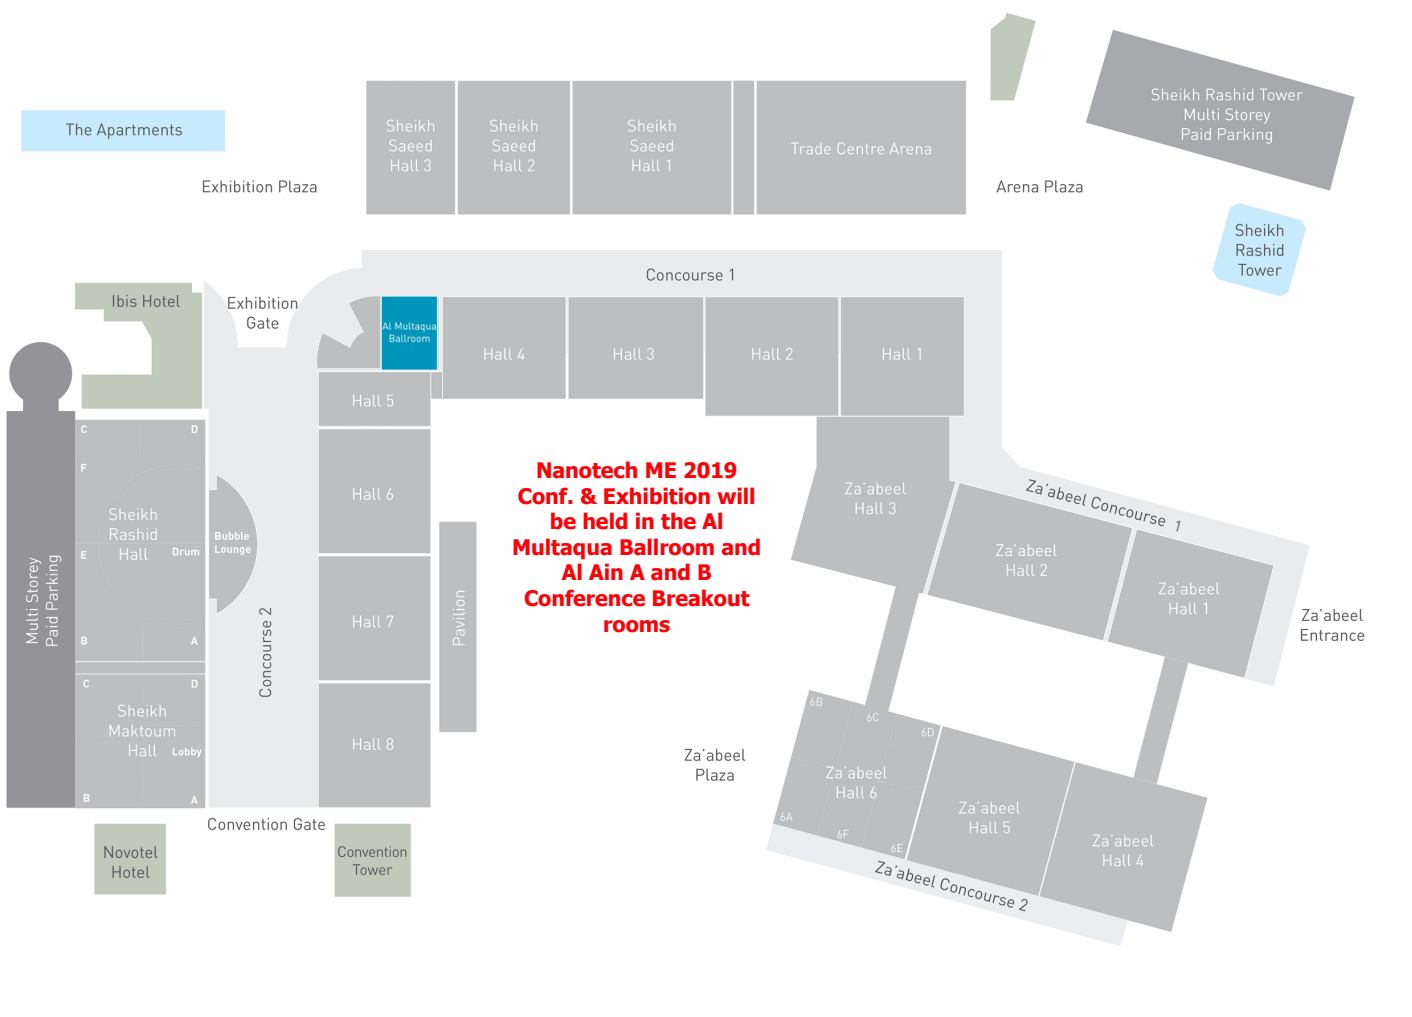 Sheikh Rashid Tower
Multi Storey
Paid Parking
The Apartments
Sheikh
Saeed
Hall 3
Sheikh
Saeed
Hall 2
Sheikh
Saeed
Hall 1
Trade Centre Arena
Exhibition Plaza
Arena Plaza
Sheikh
Rashid
Tower
Concourse 1
Ibis Hotel
Exhibition
Gate
Al Multaqua
Ballroom
Hall 4
Hall 3
Hall 2
Hall 1
Hall 5
C
D
F
Sheikh
Rashid
Hall
E
Drum
B
A
Bubble
Lounge
Hall 6
Nanotech ME 2019
Conf. & Exhibition will
be held in the Al
Multaqua Ballroom and
Al Ain A and B
Conference Breakout
rooms
Za'abeel
Hall 3
Za'abeel Concourse 1
Za'abeel
Hall 2
Za'abeel
Hall 1
Za'abeel
Entrance
Multi Storey
Paid Parking
Concourse 2
Hall 7
Pavilion
C
D
Sheikh
Maktoum
Hall
Lobby
B
A
Hall 8
Za'abeel
Plaza
6B
6C
6D
Za'abeel
Hall 6
6A
6F
6E
Za'abeel
Hall 5
Za'abeel
Hall 4
Za'abeel Concourse 2
Convention Gate
Novotel
Hotel
Convention
Tower